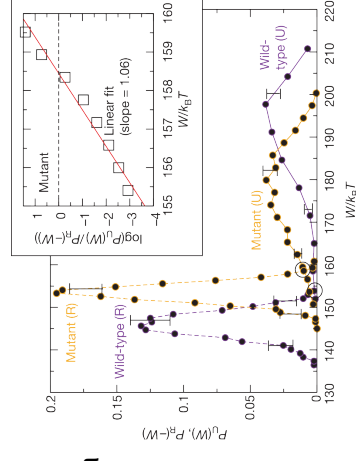 a
0.2
0.15
0.1
0.05
0
P_U(W), P_R(−W)
130
140
150
160
170
180
190
200
W/k_BT
Mutant (R)
Wild-type (R)
Mutant (U)
Wild-
type (U)
1
0
−1
−2
−3
−4
log(P_U(W)/P_R(−W))
155
156
157
158
159
160
W/k_BT
Mutant
Linear fit
(slope = 1.06)
210
220
230
240